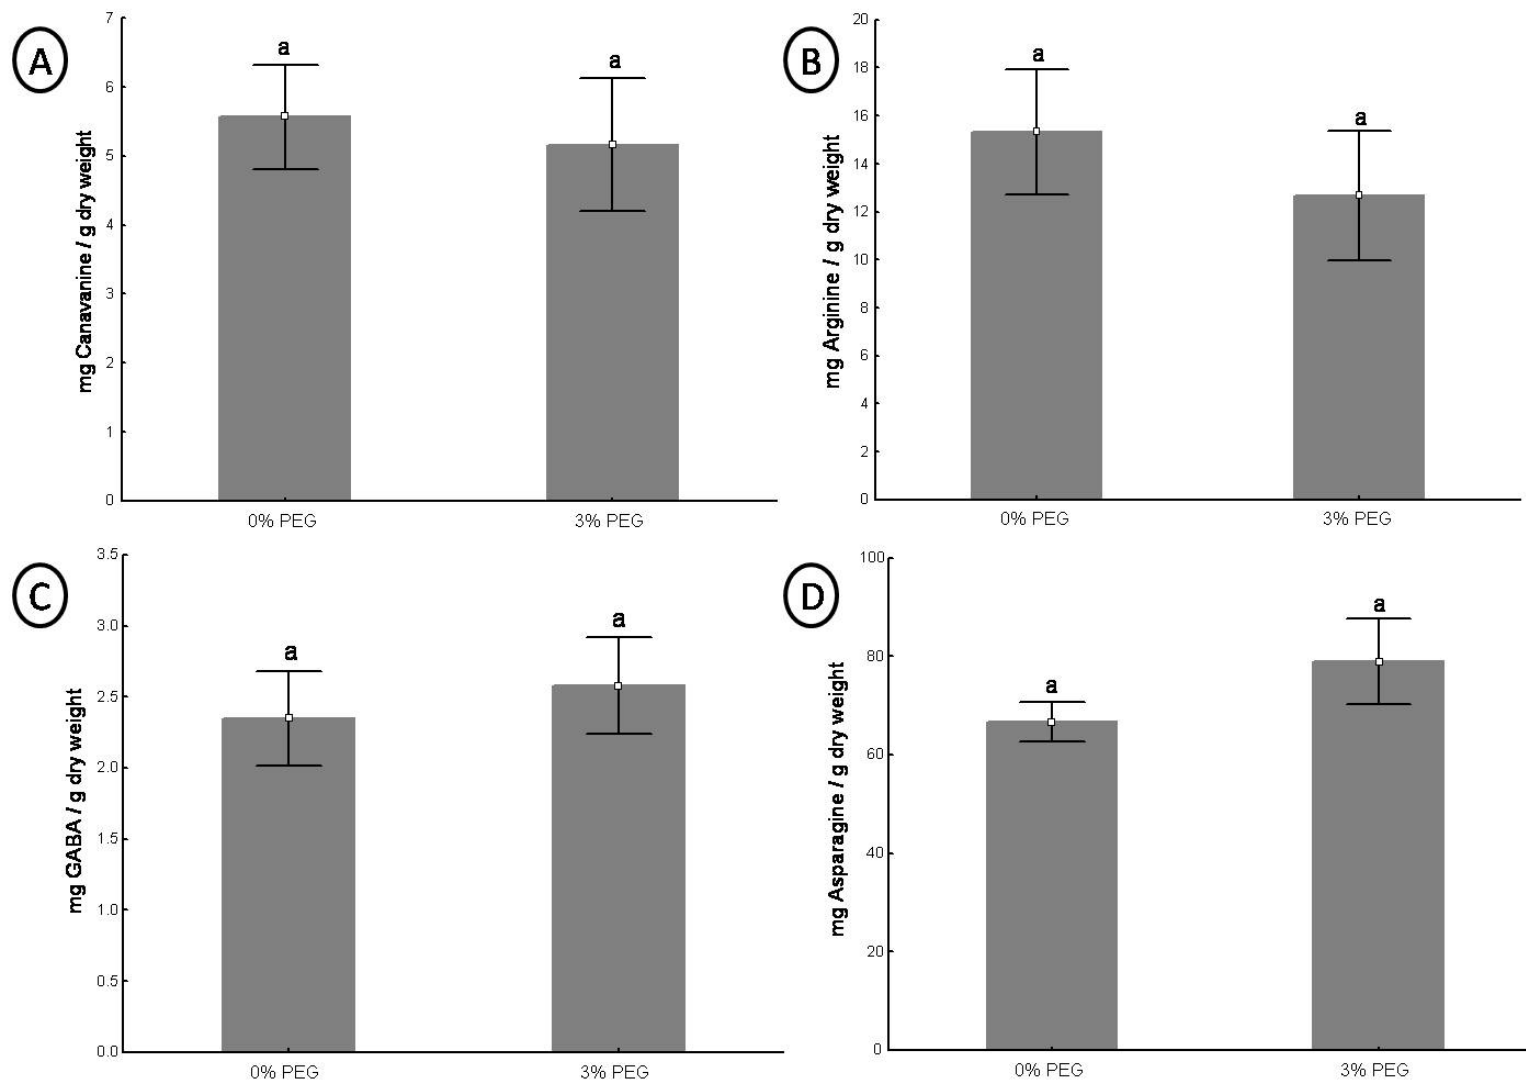 A
mg Canavanine / g dry weight
7
6
5
4
3
2
1
0
a
a
0% PEG
3% PEG
B
mg Arginine / g dry weight
20
18
16
14
12
10
8
6
4
2
0
a
a
0% PEG
3% PEG
C
mg GABA / g dry weight
3.5
3.0
2.5
2.0
1.5
1.0
0.5
0.0
a
a
0% PEG
3% PEG
D
mg Asparagine / g dry weight
100
80
60
40
20
0
a
a
0% PEG
3% PEG